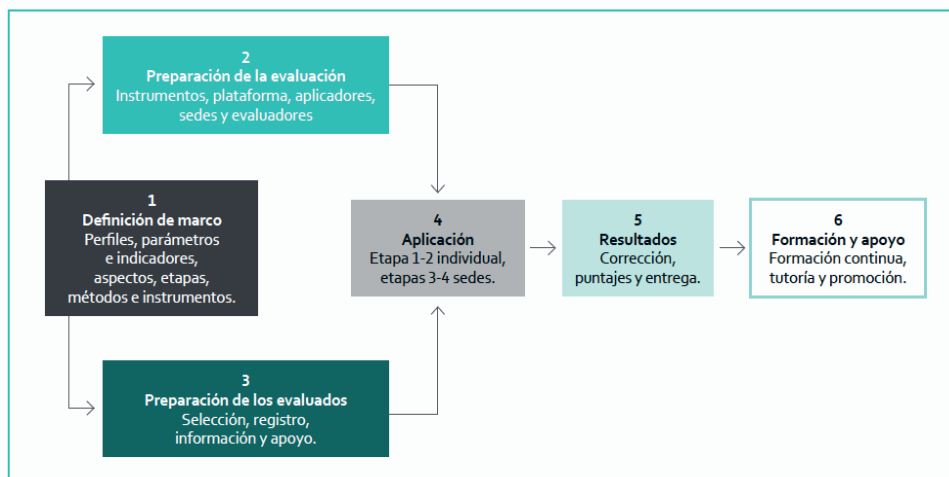 1
Definición de marco
Perfiles, parámetros
e indicadores,
aspectos, etapas,
métodos e instrumentos.
2
Preparación de la evaluación
Instrumentos, plataforma, aplicadores,
sedes y evaluadores
3
Preparación de los evaluados
Selección, registro,
información y apoyo.
4
Aplicación
Etapa 1-2 individual,
etapas 3-4 sedes.
5
Resultados
Corrección,
puntajes y entrega.
6
Formación y apoyo
Formación continua,
tutoría y promoción.